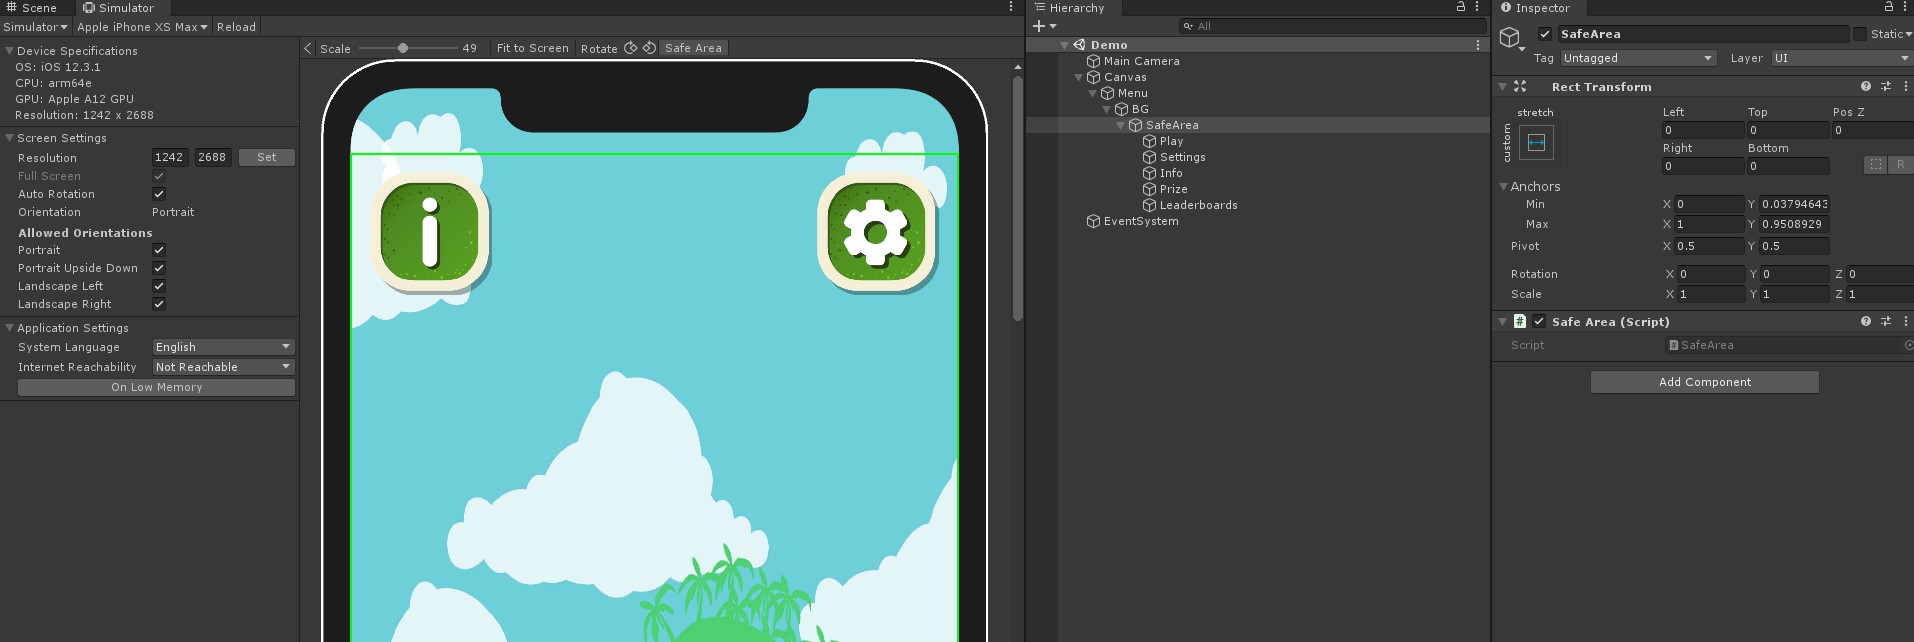 Scene
Simulator
Simulator
Apple iPhone XS Max
Reload
Device Specifications
OS: iOS 12.3.1
CPU: arm64e
GPU: Apple A12 GPU
Resolution: 1242 x 2688
Screen Settings
Resolution 1242 2688 Set
Full Screen
Auto Rotation
Orientation Portrait
Allowed Orientations
Portrait
Portrait Upside Down
Landscape Left
Landscape Right
Application Settings
System Language English
Internet Reachability Not Reachable
On Low Memory
Scale 49 Fit to Screen Rotate Safe Area
i
Hierarchy
All
Demo
Main Camera
Canvas
Menu
BG
SafeArea
Play
Settings
Info
Prize
Leaderboards
EventSystem
Inspector
SafeArea Static
Tag Untagged Layer UI
Rect Transform
stretch
custom
Left Top Pos Z
0 0 0
Right Bottom
0 0 R
Anchors
Min X 0 Y 0.03794643
Max X 1 Y 0.9508929
Pivot X 0.5 Y 0.5
Rotation X 0 Y 0 Z 0
Scale X 1 Y 1 Z 1
# Safe Area (Script)
Script SafeArea
Add Component